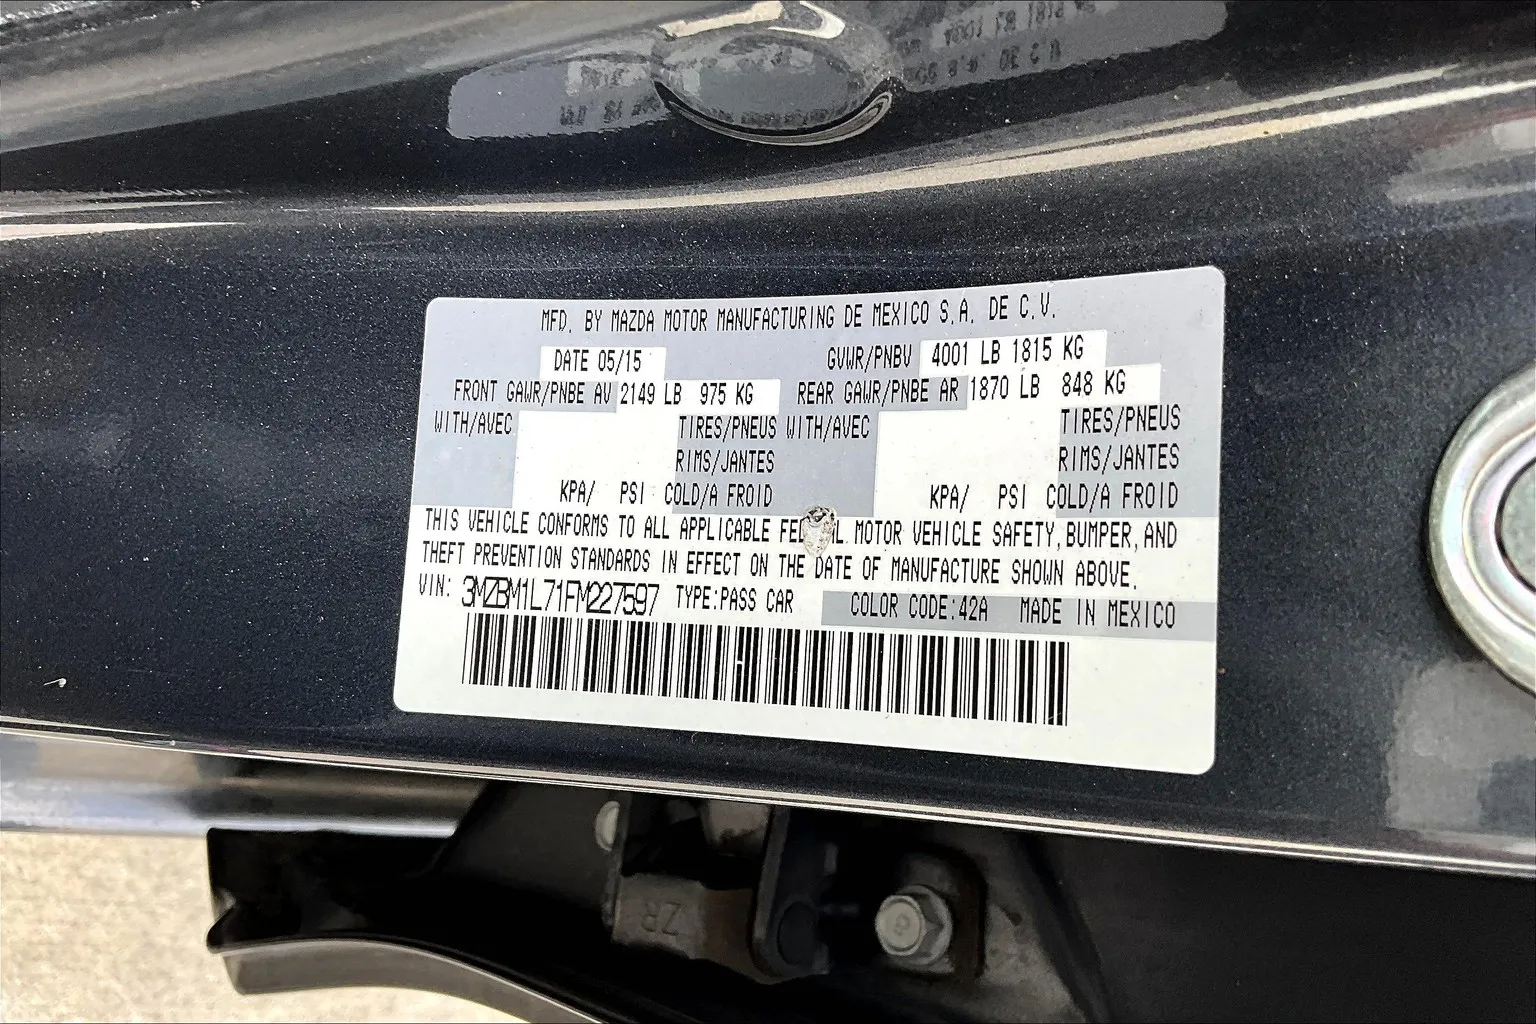 MFD. BY MAZDA MOTOR MANUFACTURING DE MEXICO S.A. DE C.V.
DATE 05/15 GVWR/PNBV 4001 LB 1815 KG
FRONT GAWR/PNBE AV 2149 LB 975 KG REAR GAWR/PNBE AR 1870 LB 848 KG
WITH/AVEC TIRES/PNEUS WITH/AVEC TIRES/PNEUS
RIMS/JANTES RIMS/JANTES
KPA/ PSI COLD/A FROID KPA/ PSI COLD/A FROID
THIS VEHICLE CONFORMS TO ALL APPLICABLE MOTOR VEHICLE SAFETY, BUMPER, AND
THEFT PREVENTION STANDARDS IN EFFECT ON THE DATE OF MANUFACTURE SHOWN ABOVE.
VIN: 3MZBM1L71FM227597 TYPE:PASS CAR COLOR CODE:42A MADE IN MEXICO
ZR
8